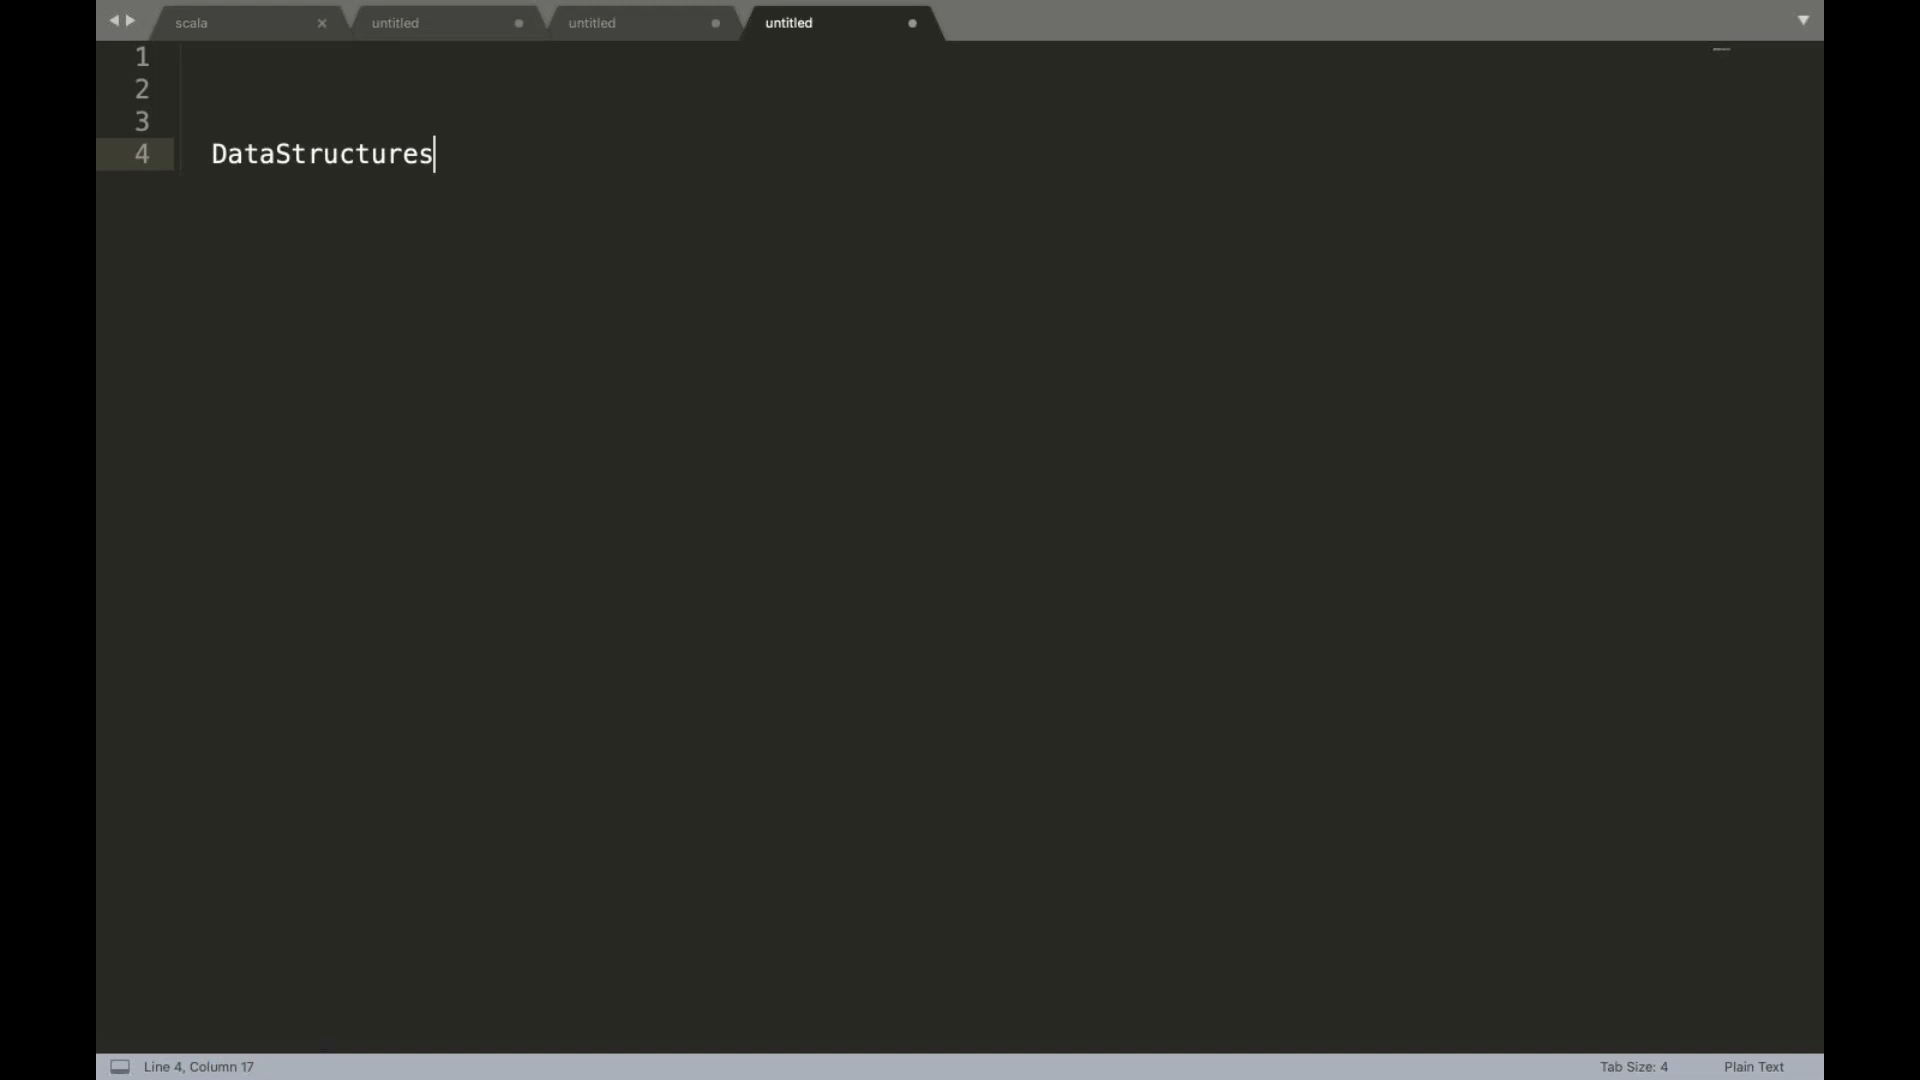 scala untitled untitled untitled
1
2
3
4 DataStructures
Line 4, Column 17 Tab Size: 4 Plain Text